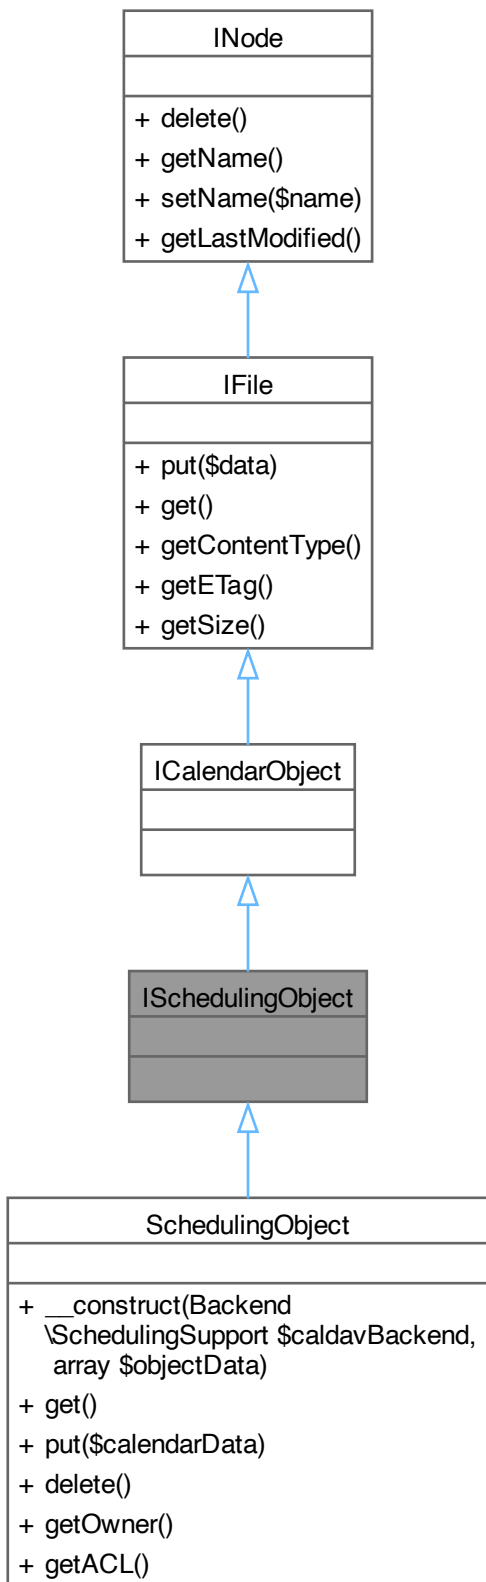 INode
+ delete()
+ getName()
+ setName($name)
+ getLastModified()
IFile
+ put($data)
+ get()
+ getContentType()
+ getETag()
+ getSize()
ICalendarObject
ISchedulingObject
SchedulingObject
+ __construct(Backend
\SchedulingSupport $caldavBackend,
array $objectData)
+ get()
+ put($calendarData)
+ delete()
+ getOwner()
+ getACL()